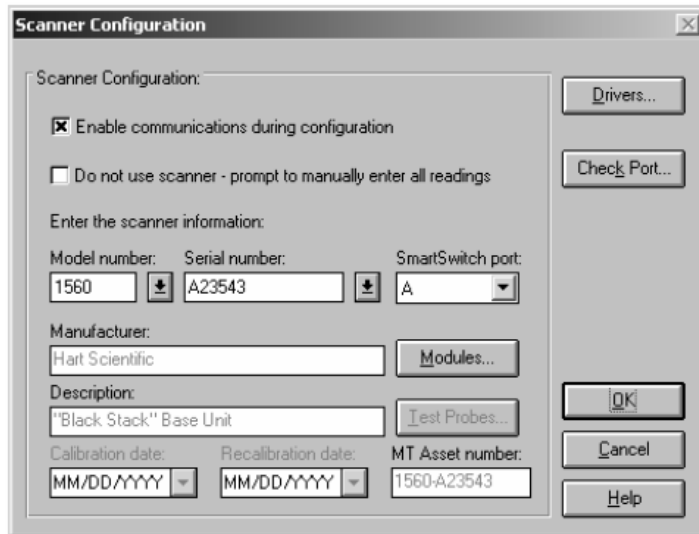 Scanner Configuration
Scanner Configuration:
Drivers...
Enable communications during configuration
Check Port...
Do not use scanner - prompt to manually enter all readings
Enter the scanner information:
Model number: Serial number: SmartSwitch port:
1560 A23543 A
Manufacturer:
Hart Scientific Modules...
Description:
"Black Stack" Base Unit Test Probes... OK
Calibration date: Recalibration date: MT Asset number: Cancel
MM/DD/YYYY MM/DD/YYYY 1560-A23543
Help